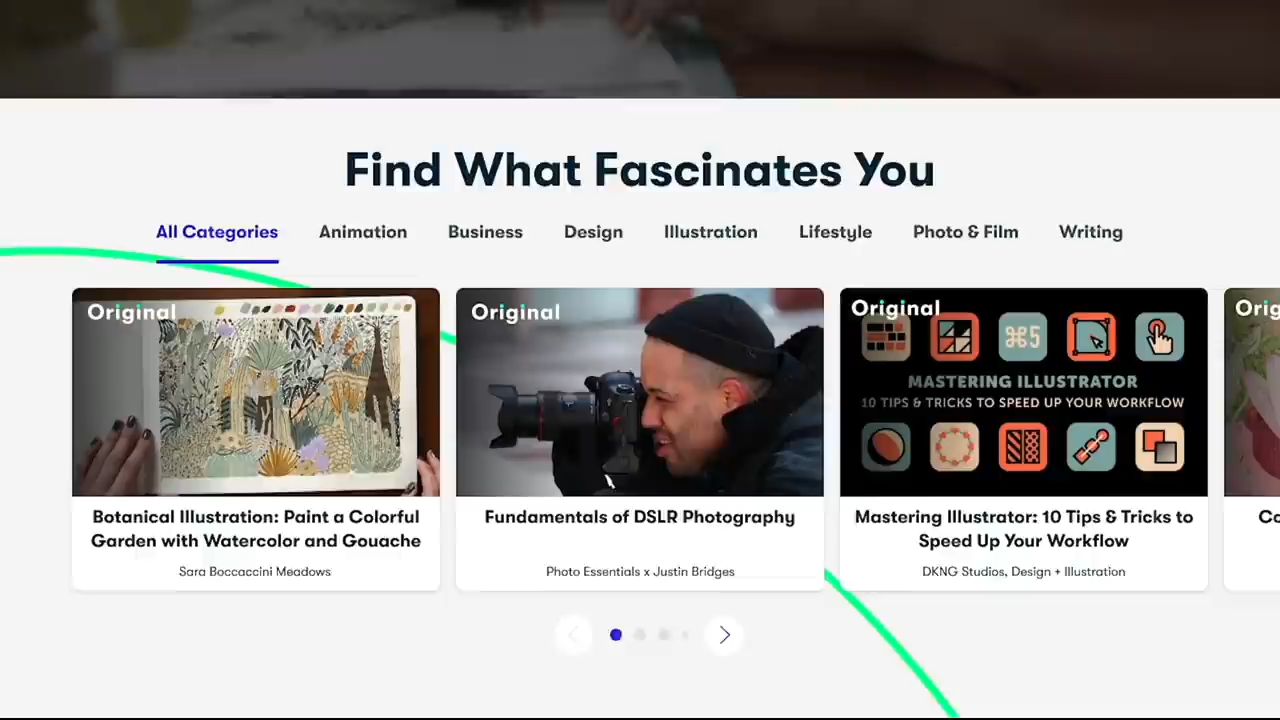 Find What Fascinates You
All Categories Animation Business Design Illustration Lifestyle Photo & Film Writing
Original
Original
Original
⌘5
MASTERING ILLUSTRATOR
10 TIPS & TRICKS TO SPEED UP YOUR WORKFLOW
Botanical Illustration: Paint a Colorful
Garden with Watercolor and Gouache
Sara Boccaccini Meadows
Fundamentals of DSLR Photography
Photo Essentials x Justin Bridges
Mastering Illustrator: 10 Tips & Tricks to
Speed Up Your Workflow
DKNG Studios, Design + Illustration